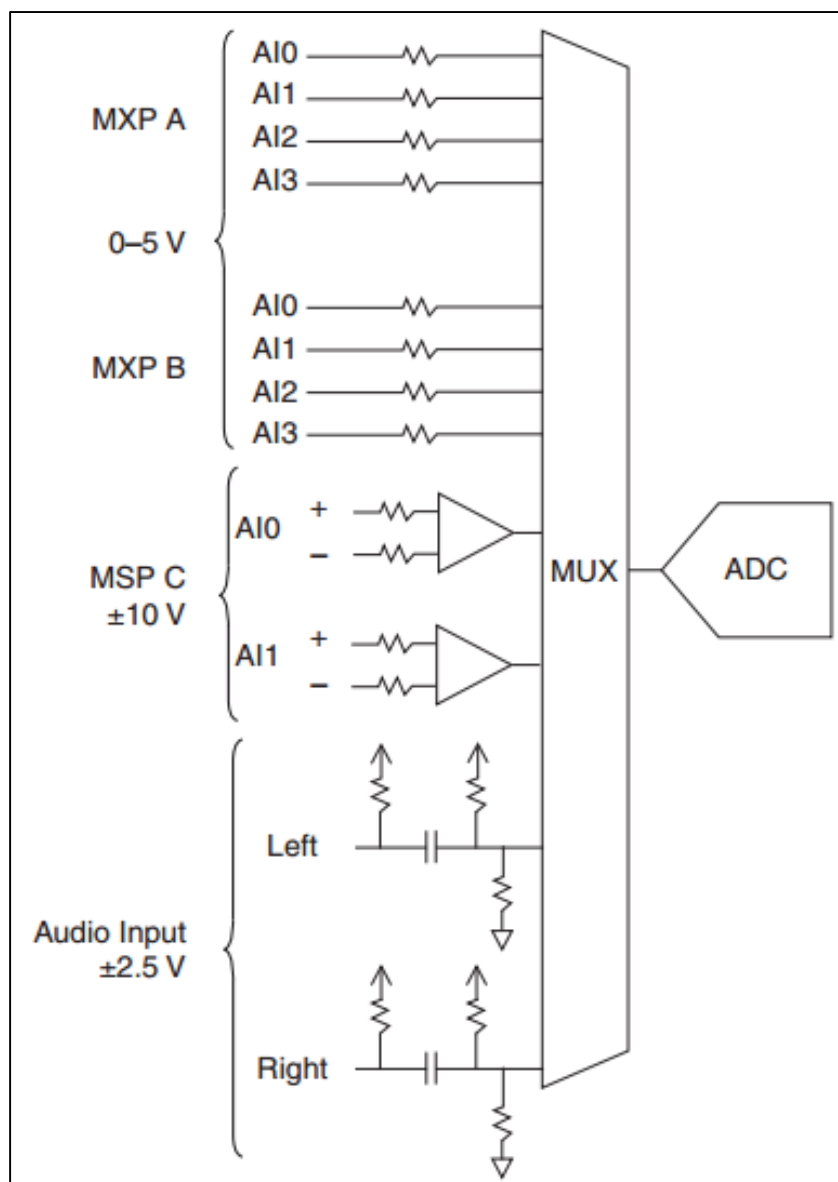 MXP A
0–5 V
MXP B
AI0
AI1
AI2
AI3
AI0
AI1
AI2
AI3
MSP C
±10 V
AI0
+
–
AI1
+
–
Audio Input
±2.5 V
Left
Right
MUX
ADC